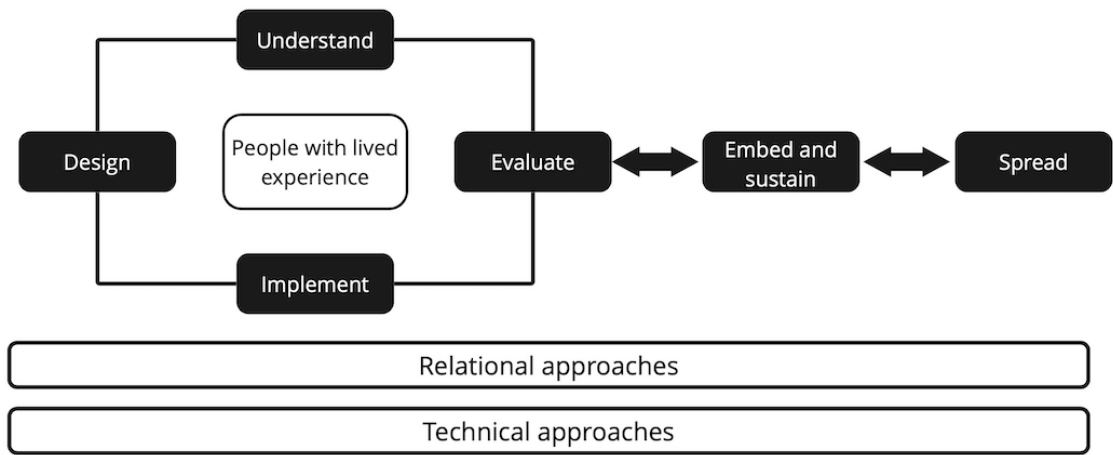 Understand
Design
People with lived
experience
Evaluate
Embed and
sustain
Spread
Implement
Relational approaches
Technical approaches